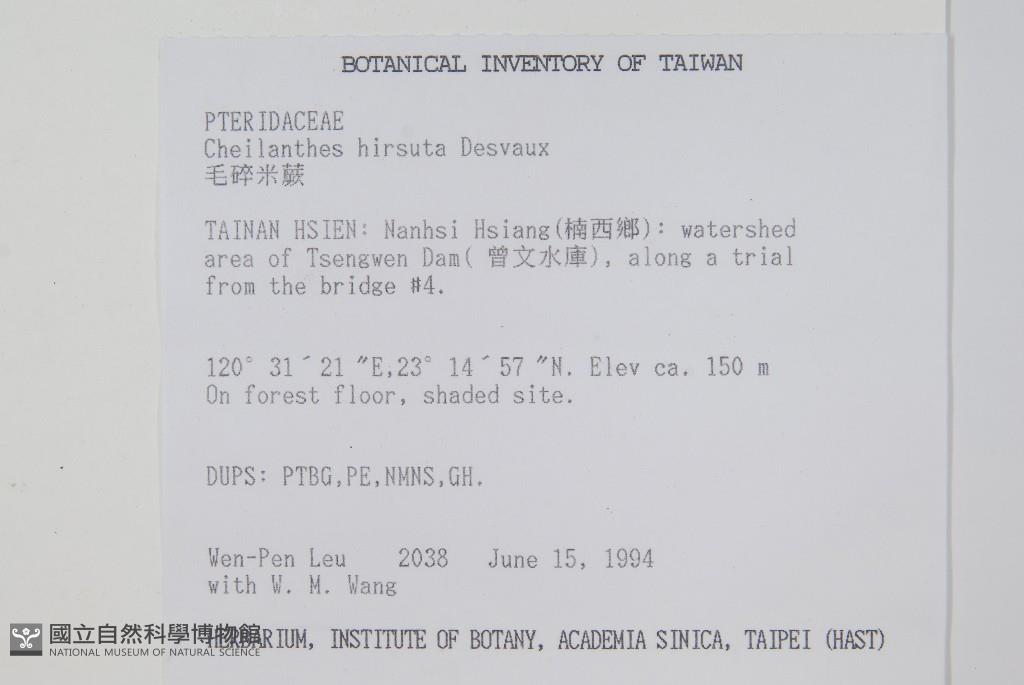 BOTANICAL INVENTORY OF TAIWAN
PTERIDACEAE
Cheilanthes hirsuta Desvaux
毛碎米蕨
TAINAN HSIEN: Nanhsi Hsiang(楠西鄉): watershed
area of Tsengwen Dam( 曾文水庫), along a trial
from the bridge #4.
120° 31´21 ″E,23° 14´57 ″N. Elev ca. 150 m
On forest floor, shaded site.
DUPS: PTBG,PE,NMNS,GH.
Wen-Pen Leu 2038 June 15, 1994
with W. M. Wang
HERBARIUM, INSTITUTE OF BOTANY, ACADEMIA SINICA, TAIPEI (HAST)
國立自然科學博物館
NATIONAL MUSEUM OF NATURAL SCIENCE